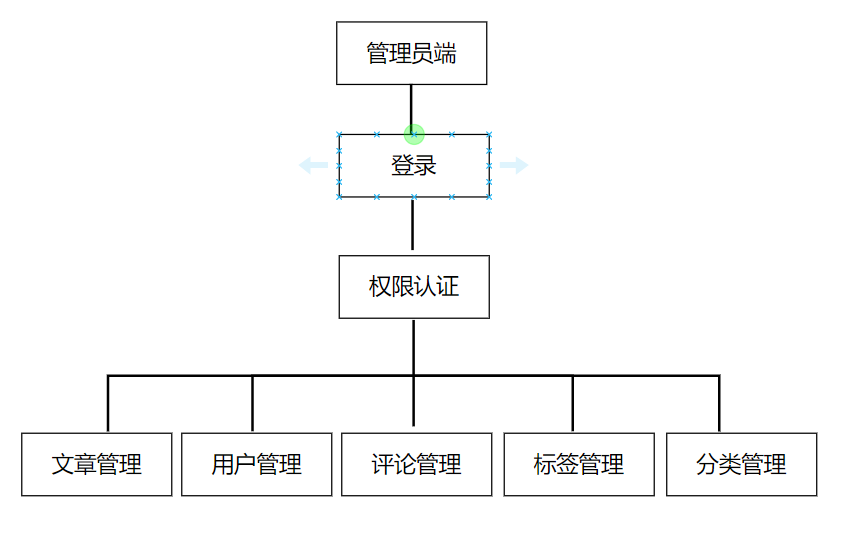 管理员端
登录
权限认证
文章管理
用户管理
评论管理
标签管理
分类管理